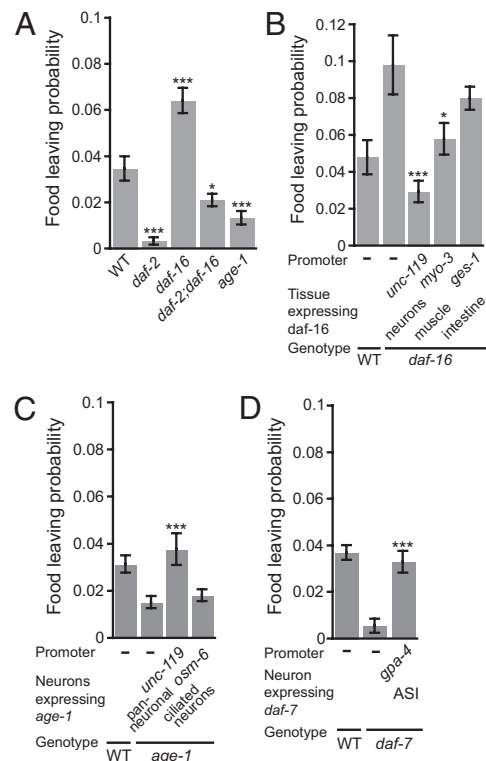 A
Food leaving probability
0.1
0.08
0.06
0.04
0.02
0
***
***
*
***
WT
daf-2
daf-16
daf-2;daf-16
age-1
B
Food leaving probability
0.12
0.1
0.08
0.06
0.04
0.02
0
***
*
Promoter
– – unc-119 myo-3 ges-1
Tissue
expressing
daf-16
neurons muscle intestine
Genotype
WT daf-16
C
Food leaving probability
0.1
0.08
0.06
0.04
0.02
0
***
Promoter
– – unc-119 osm-6
Neurons
expressing
age-1
pan-
neuronal
ciliated
neurons
Genotype
WT age-1
D
Food leaving probability
0.1
0.08
0.06
0.04
0.02
0
***
Promoter
– – gpa-4
Neuron
expressing
daf-7
ASI
Genotype
WT daf-7